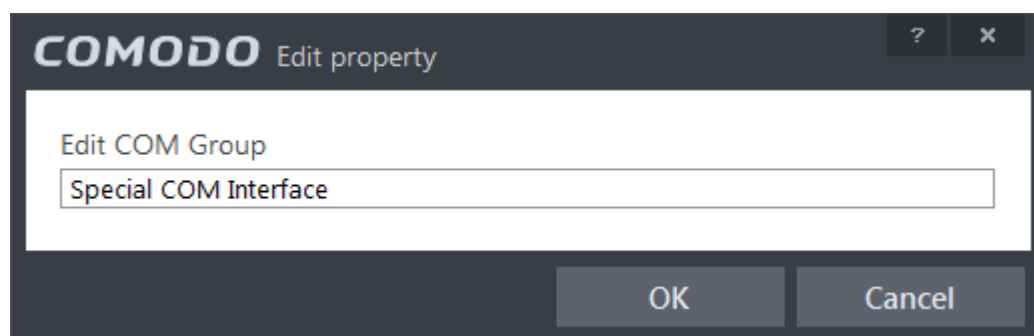 COMODO Edit property ? ×
Edit COM Group
Special COM Interface
OK Cancel